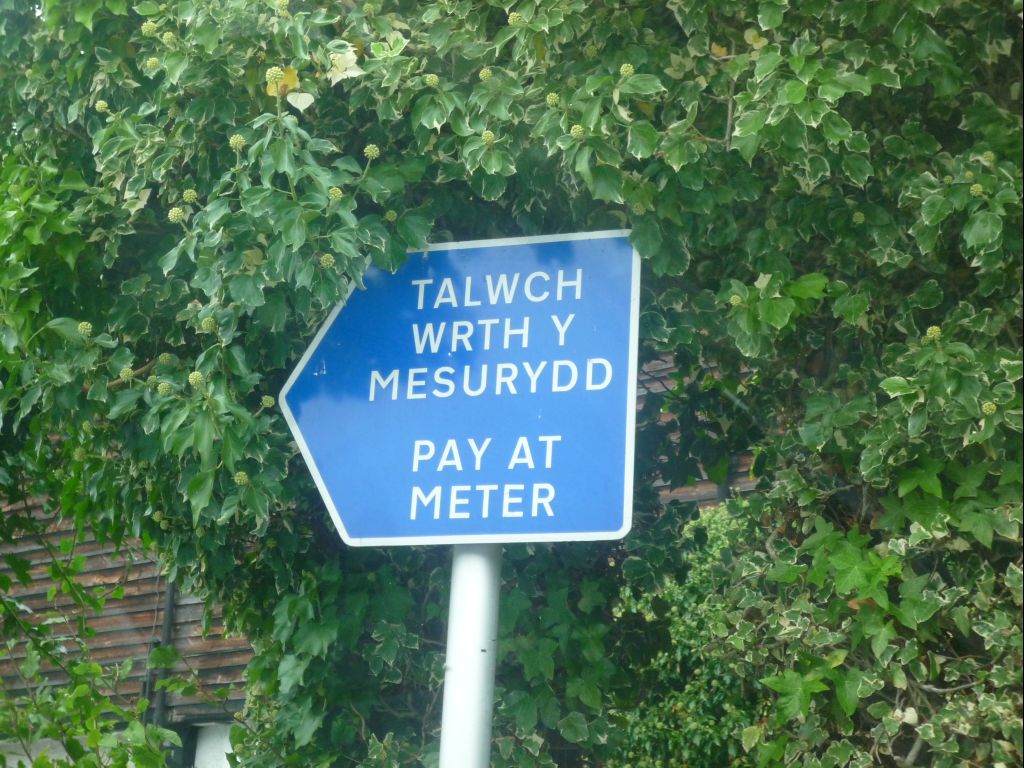 TALWCH
WRTH Y
MESURYDD
PAY AT
METER